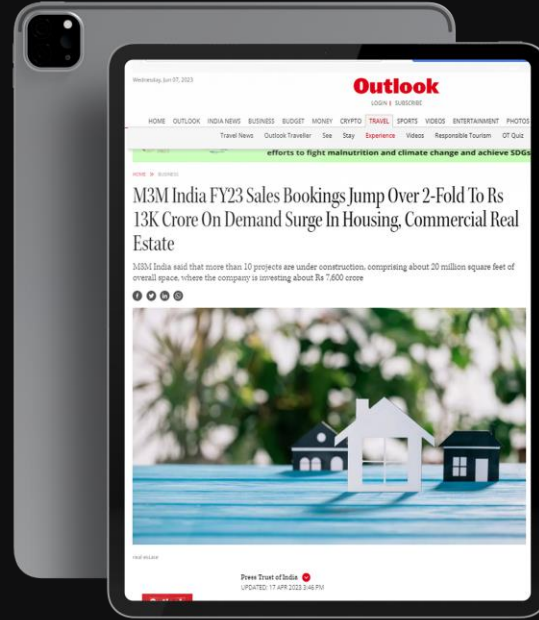 Wednesday, Jun 07, 2023
Outlook
LOGIN | SUBSCRIBE
HOME OUTLOOK INDIA NEWS BUSINESS BUDGET MONEY CRYPTO TRAVEL SPORTS VIDEOS ENTERTAINMENT PHOTOS
Travel News Outlook Traveller See Stay Experience Videos Responsible Tourism OT Quiz
efforts to fight malnutrition and climate change and achieve SDGs
HOME BUSINESS
M3M India FY23 Sales Bookings Jump Over 2-Fold To Rs
13K Crore On Demand Surge In Housing, Commercial Real
Estate
M3M India said that more than 10 projects are under construction, comprising about 20 million square feet of
overall space, where the company is investing about Rs 7,600 crore
Press Trust of India
UPDATED: 17 APR 2023 3:46 PM